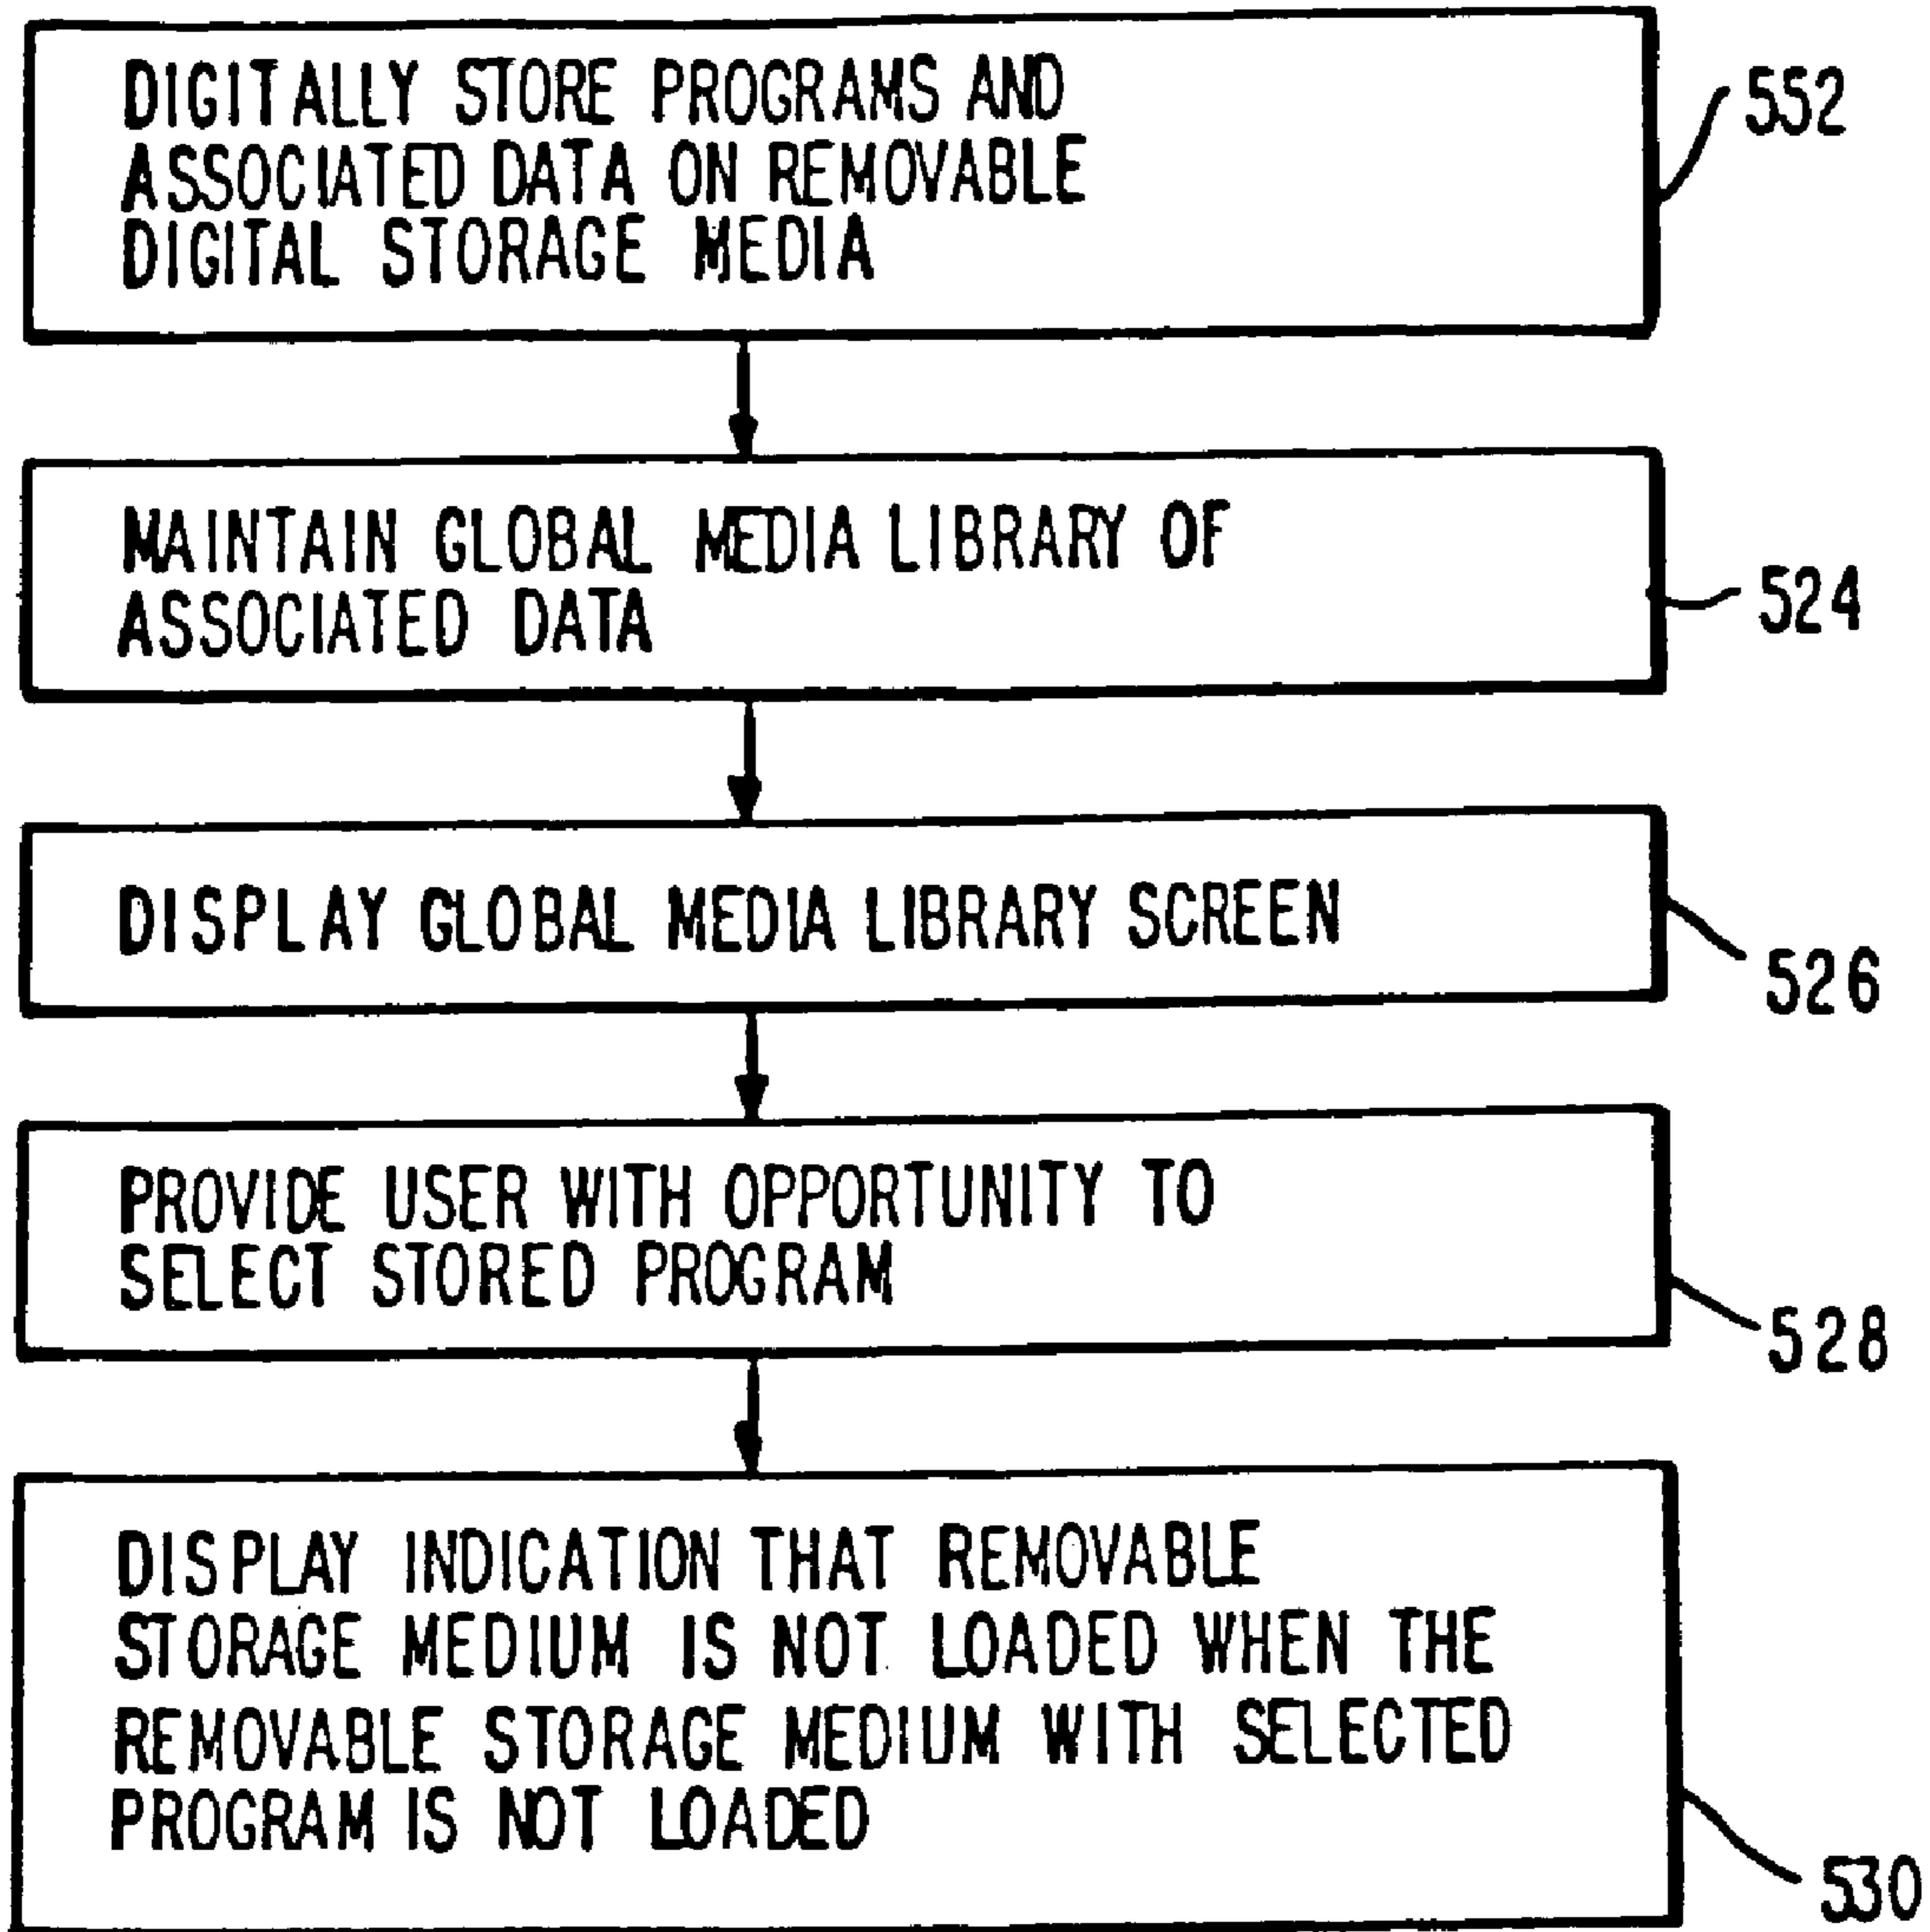 DIGITALLY STORE PROGRAMS AND
ASSOCIATED DATA ON REMOVABLE
DIGITAL STORAGE MEDIA
552
MAINTAIN GLOBAL MEDIA LIBRARY OF
ASSOCIATED DATA
524
DISPLAY GLOBAL MEDIA LIBRARY SCREEN
526
PROVIDE USER WITH OPPORTUNITY TO
SELECT STORED PROGRAM
528
DISPLAY INDICATION THAT REMOVABLE
STORAGE MEDIUM IS NOT LOADED WHEN THE
REMOVABLE STORAGE MEDIUM WITH SELECTED
PROGRAM IS NOT LOADED
530